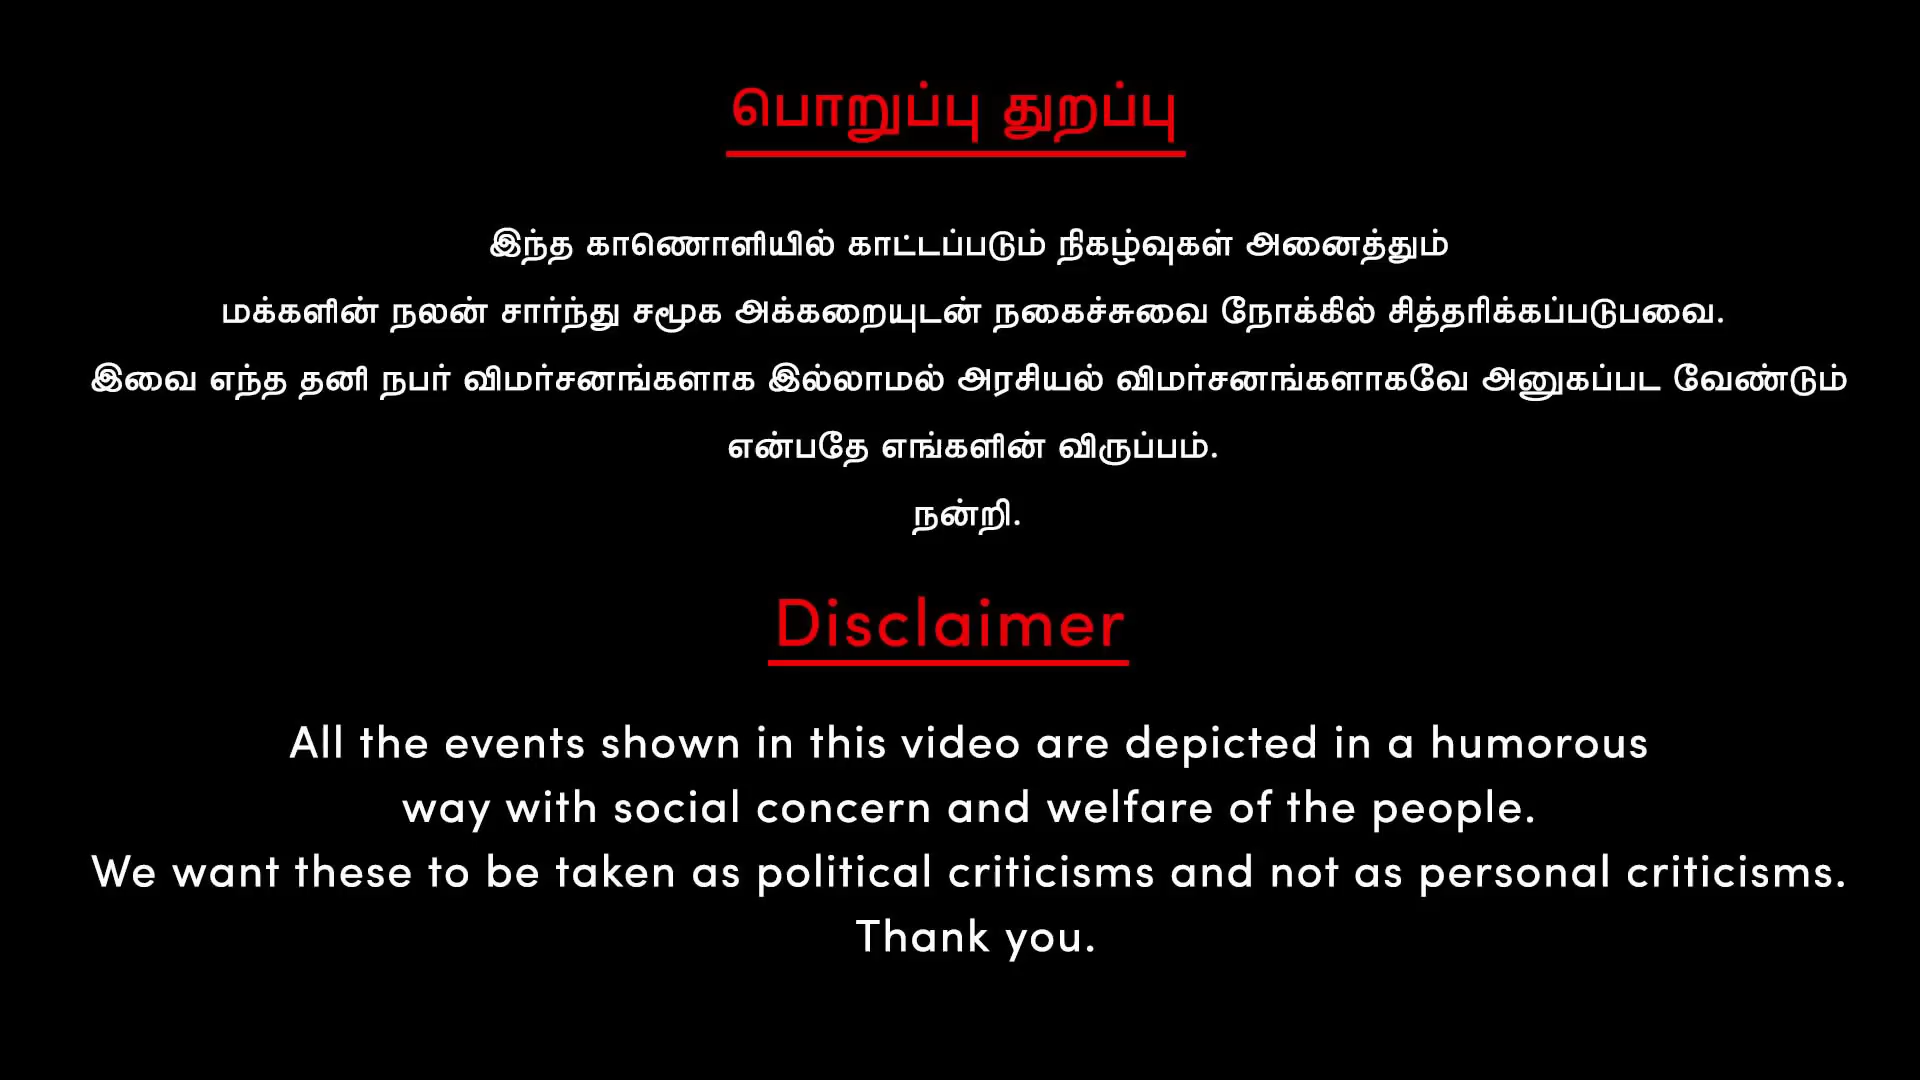 பொறுப்பு துறப்பு
இந்த காணொளியில் காட்டப்படும் நிகழ்வுகள் அனைத்தும்
மக்களின் நலன் சார்ந்து சமூக அக்கறையுடன் நகைச்சுவை நோக்கில் சித்தரிக்கப்படுபவை.
இவை எந்த தனி நபர் விமர்சனங்களாக இல்லாமல் அரசியல் விமர்சனங்களாகவே அனுகப்பட வேண்டும்
என்பதே எங்களின் விருப்பம்.
நன்றி.
Disclaimer
All the events shown in this video are depicted in a humorous
way with social concern and welfare of the people.
We want these to be taken as political criticisms and not as personal criticisms.
Thank you.